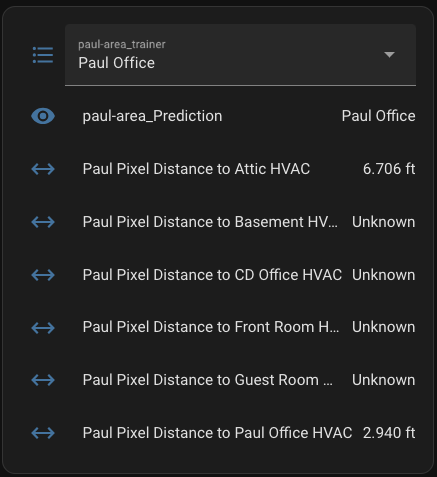 paul-area_trainer
Paul Office
paul-area_Prediction Paul Office
Paul Pixel Distance to Attic HVAC 6.706 ft
Paul Pixel Distance to Basement HV... Unknown
Paul Pixel Distance to CD Office HVAC Unknown
Paul Pixel Distance to Front Room H... Unknown
Paul Pixel Distance to Guest Room ... Unknown
Paul Pixel Distance to Paul Office HVAC 2.940 ft